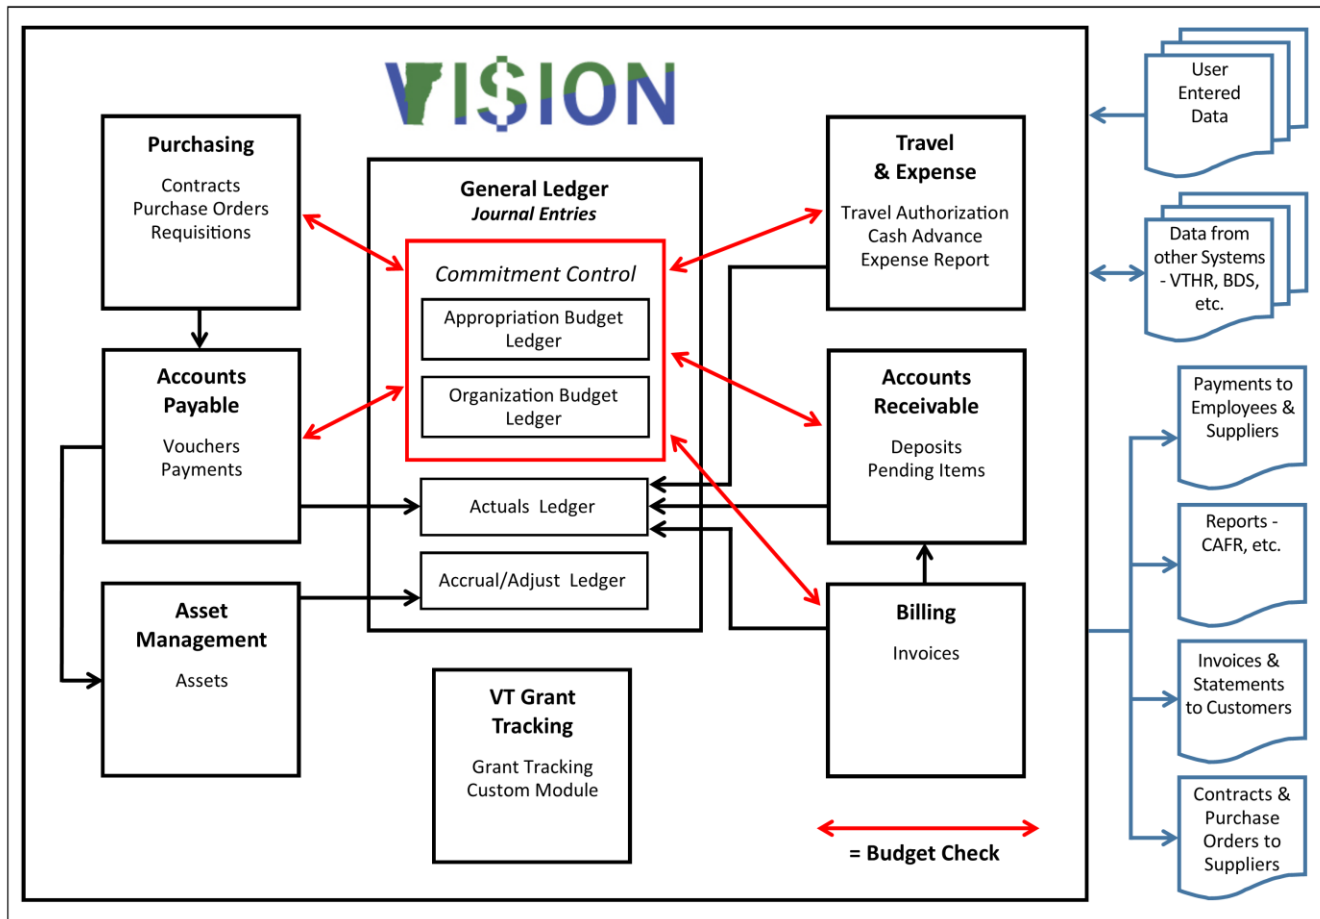 VI$ION
Purchasing
Contracts
Purchase Orders
Requisitions
Accounts
Payable
Vouchers
Payments
Asset
Management
Assets
General Ledger
Journal Entries
Commitment Control
Appropriation Budget
Ledger
Organization Budget
Ledger
Actuals Ledger
Accrual/Adjust Ledger
VT Grant
Tracking
Grant Tracking
Custom Module
Travel
& Expense
Travel Authorization
Cash Advance
Expense Report
Accounts
Receivable
Deposits
Pending Items
Billing
Invoices
= Budget Check
User
Entered
Data
Data from
other Systems
- VTHR, BDS,
etc.
Payments to
Employees &
Suppliers
Reports -
CAFR, etc.
Invoices &
Statements
to Customers
Contracts &
Purchase
Orders to
Suppliers